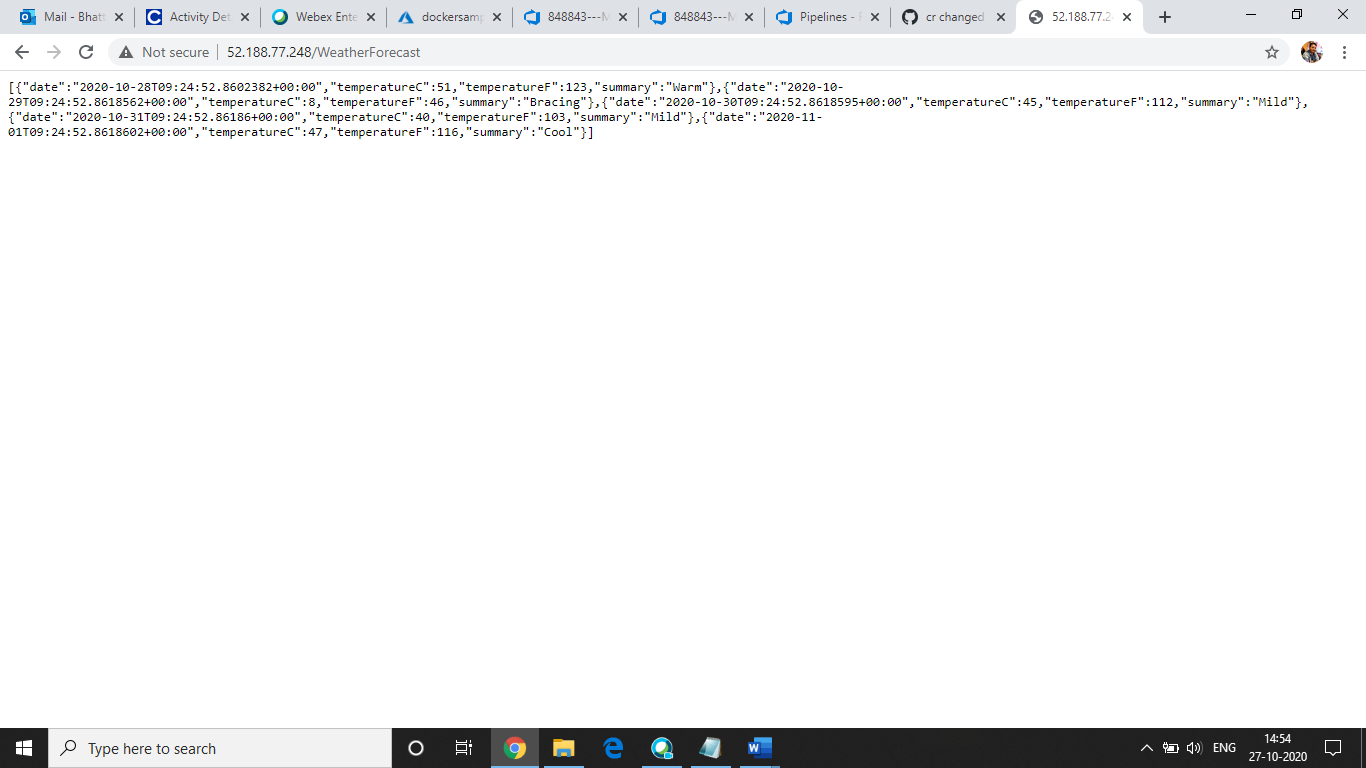 Mail - Bhatt
Activity Det
Webex Ente
dockersamp
848843---M
848843---M
Pipelines - 
cr changed
52.188.77.2
Not secure
52.188.77.248/WeatherForecast
[{"date":"2020-10-28T09:24:52.8602382+00:00","temperatureC":51,"temperatureF":123,"summary":"Warm"},{"date":"2020-10-
29T09:24:52.8618562+00:00","temperatureC":8,"temperatureF":46,"summary":"Bracing"},{"date":"2020-10-30T09:24:52.8618595+00:00","temperatureC":45,"temperatureF":112,"summary":"Mild"},
{"date":"2020-10-31T09:24:52.86186+00:00","temperatureC":40,"temperatureF":103,"summary":"Mild"},{"date":"2020-11-
01T09:24:52.8618602+00:00","temperatureC":47,"temperatureF":116,"summary":"Cool"}]
Type here to search
ENG
14:54
27-10-2020